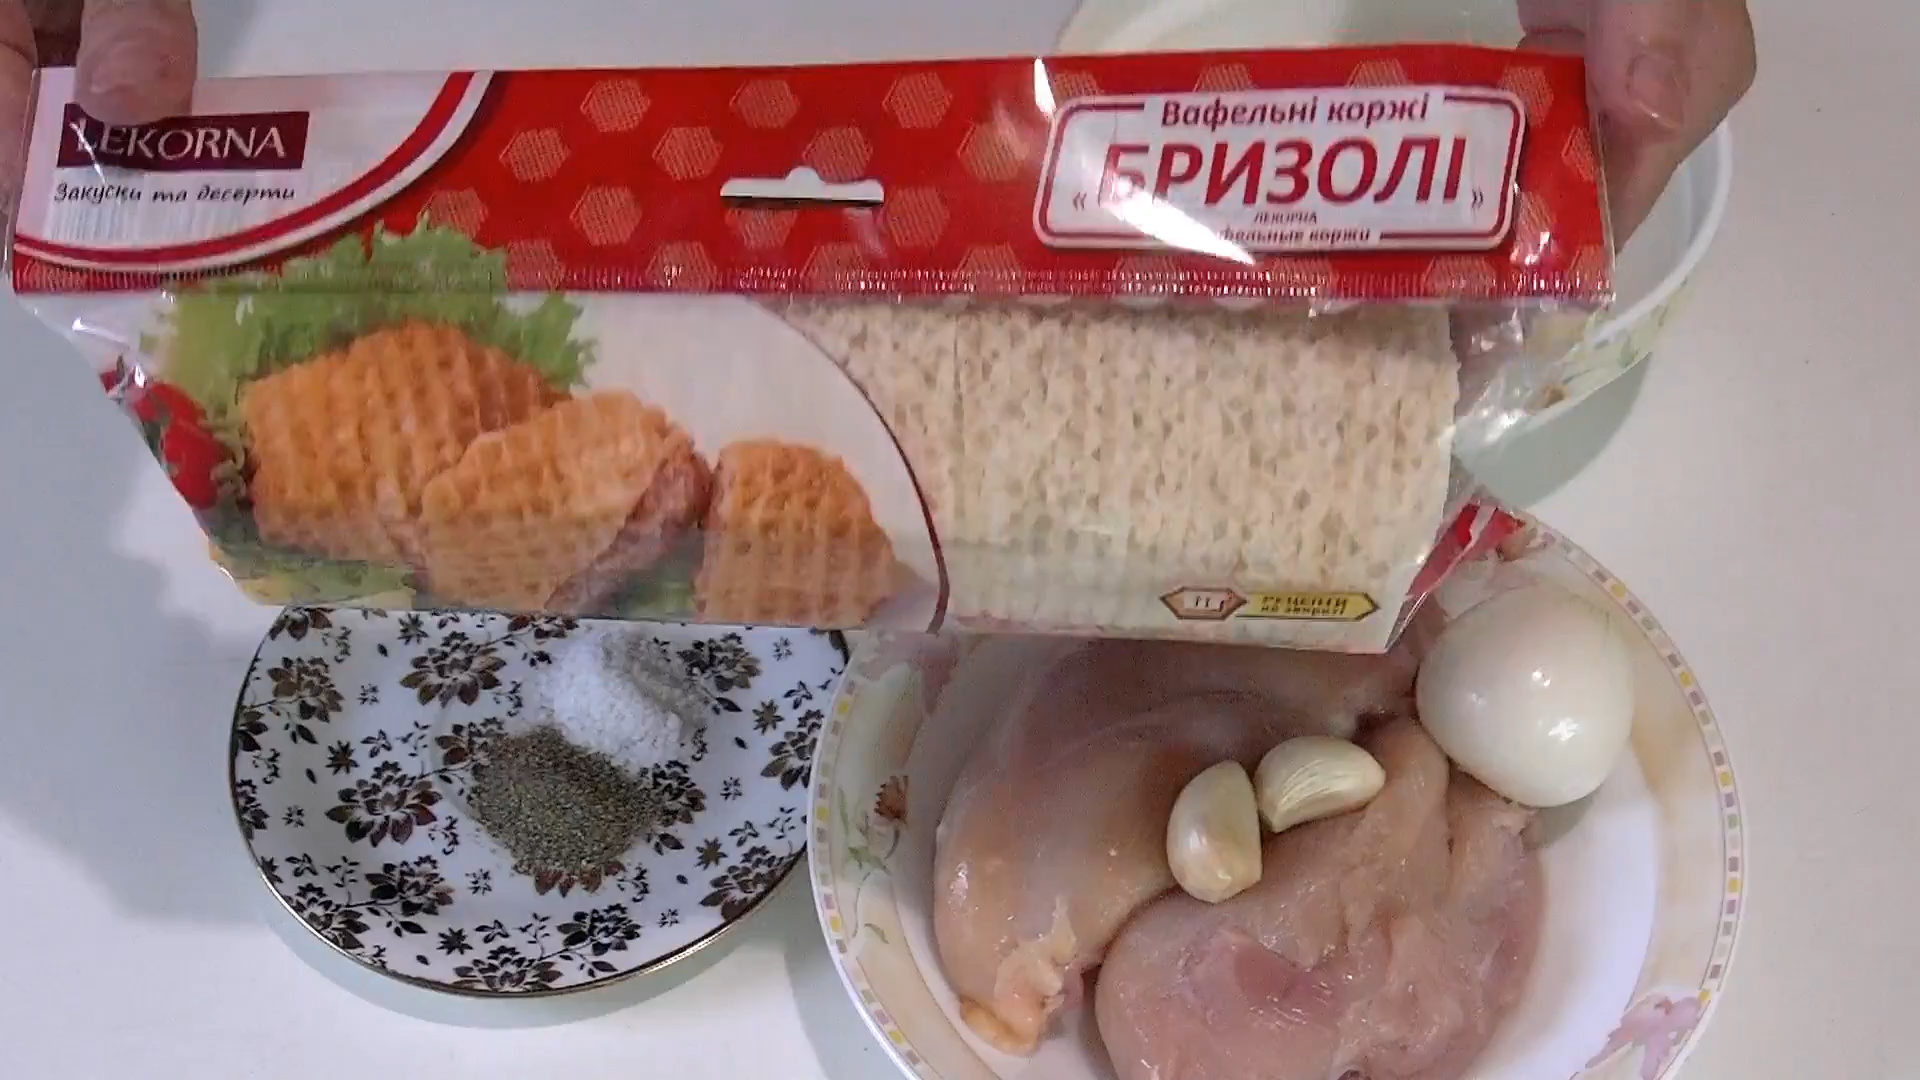 LEKORNA
Закуски та десерти
Вафельні коржі
«БРИЗОЛІ»
ЛЕКОРНА
вафельные коржи
РЕЦЕПТИ
на звороті